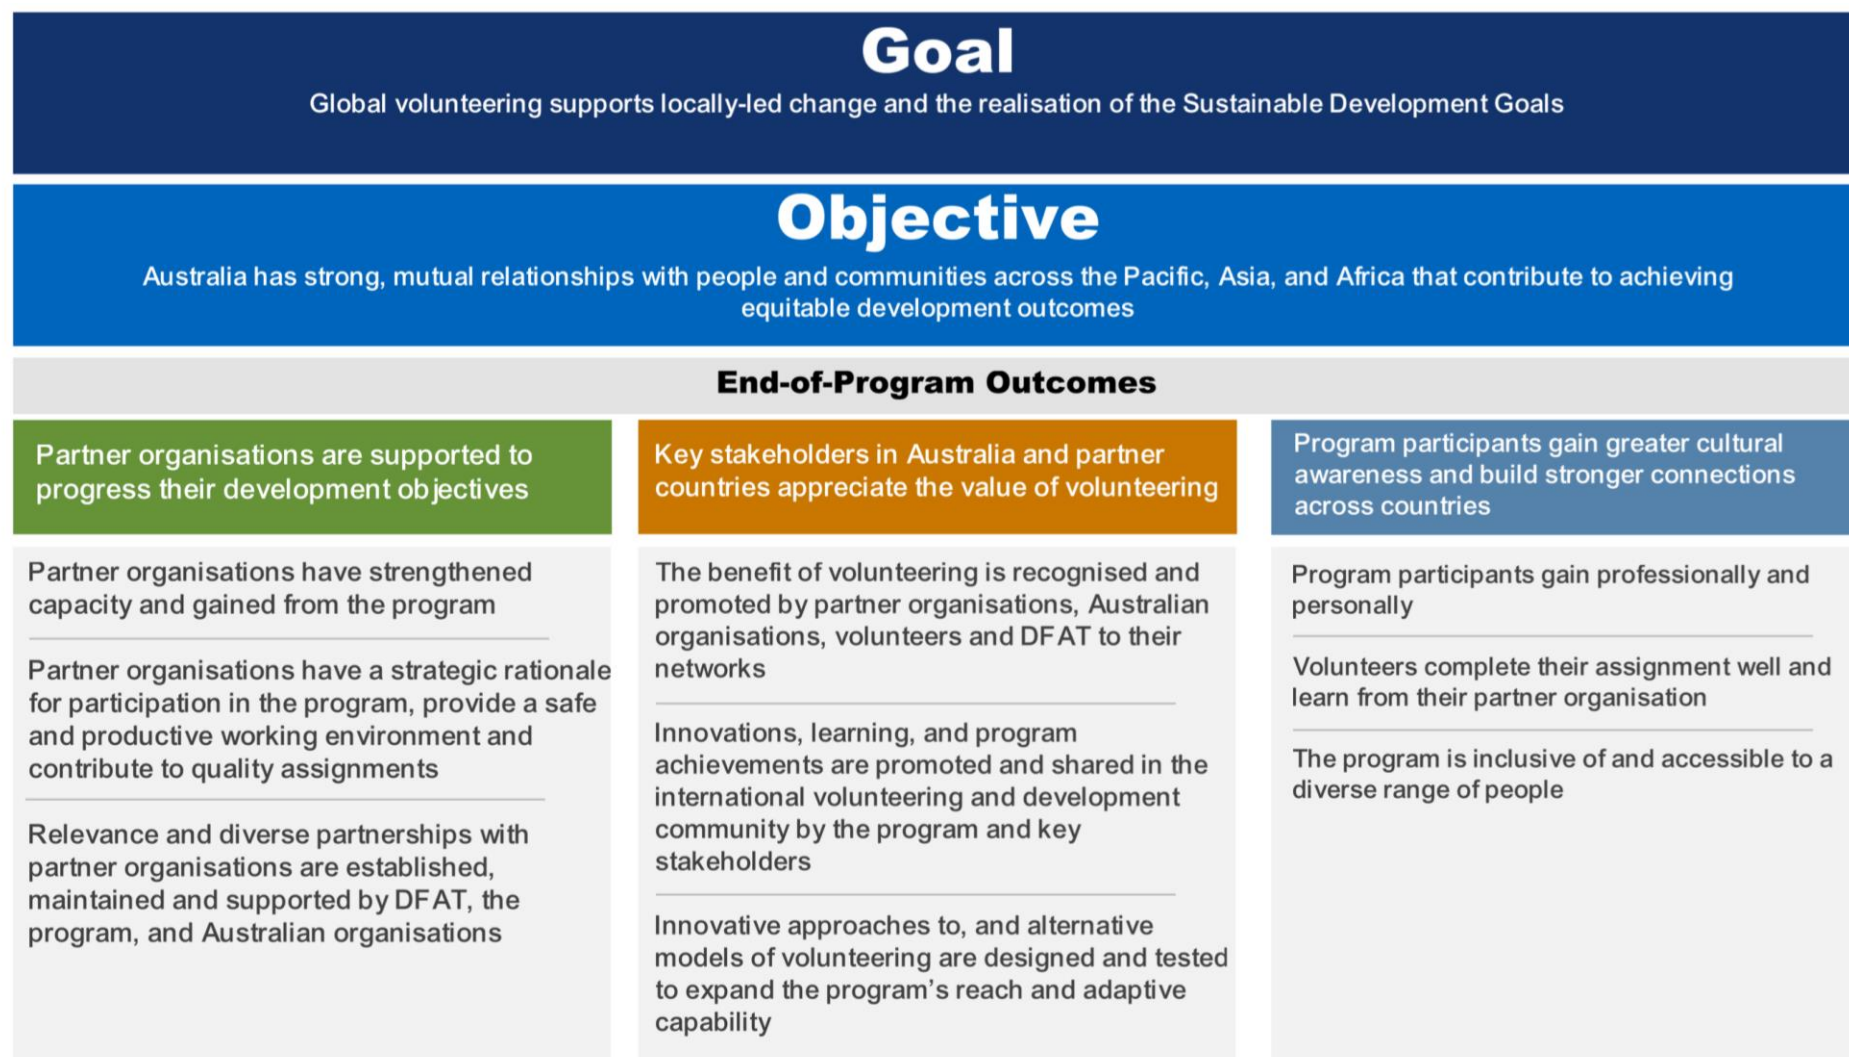 Goal
Global volunteering supports locally-led change and the realisation of the Sustainable Development Goals
Objective
Australia has strong, mutual relationships with people and communities across the Pacific, Asia, and Africa that contribute to achieving
equitable development outcomes
End-of-Program Outcomes
Partner organisations are supported to
progress their development objectives
Partner organisations have strengthened
capacity and gained from the program
Partner organisations have a strategic rationale
for participation in the program, provide a safe
and productive working environment and
contribute to quality assignments
Relevance and diverse partnerships with
partner organisations are established,
maintained and supported by DFAT, the
program, and Australian organisations
Key stakeholders in Australia and partner
countries appreciate the value of volunteering
The benefit of volunteering is recognised and
promoted by partner organisations, Australian
organisations, volunteers and DFAT to their
networks
Innovations, learning, and program
achievements are promoted and shared in the
international volunteering and development
community by the program and key
stakeholders
Innovative approaches to, and alternative
models of volunteering are designed and tested
to expand the program’s reach and adaptive
capability
Program participants gain greater cultural
awareness and build stronger connections
across countries
Program participants gain professionally and
personally
Volunteers complete their assignment well and
learn from their partner organisation
The program is inclusive of and accessible to a
diverse range of people